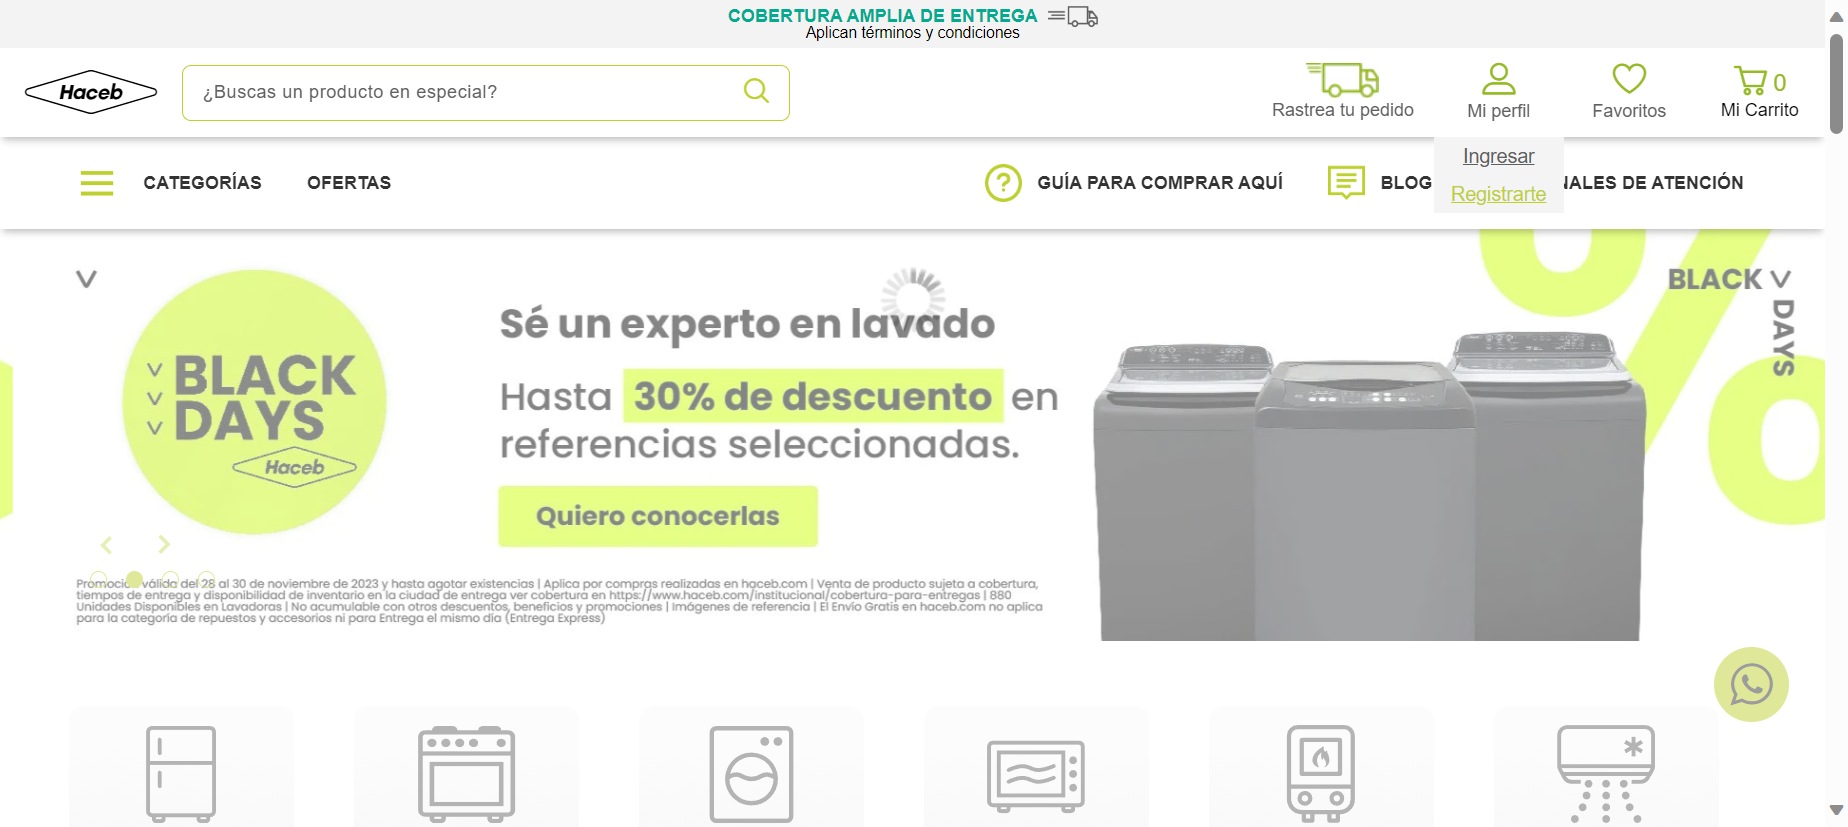 COBERTURA AMPLIA DE ENTREGA
Aplican términos y condiciones
Haceb
¿Buscas un producto en especial?
Rastrea tu pedido
Mi perfil
Favoritos
0
Mi Carrito
Ingresar
Registrarte
CATEGORÍAS
OFERTAS
GUÍA PARA COMPRAR AQUÍ
BLOG
NALES DE ATENCIÓN
BLACK
DAYS
BLACK
DAYS
Haceb
Sé un experto en lavado
Hasta 30% de descuento en
referencias seleccionadas.
Quiero conocerlas
Promoción válida del 28 al 30 de noviembre de 2023 y hasta agotar existencias | Aplica por compras realizadas en haceb.com | Venta de producto sujeta a cobertura,
tiempos de entrega y disponibilidad de inventario en la ciudad de entrega ver cobertura en https://www.haceb.com/institucional/cobertura-para-entregas | 880
Unidades Disponibles en Lavadoras | No acumulable con otros descuentos, beneficios y promociones | Imágenes de referencia | El Envío Gratis en haceb.com no aplica
para la categoría de repuestos y accesorios ni para Entrega el mismo día (Entrega Express)